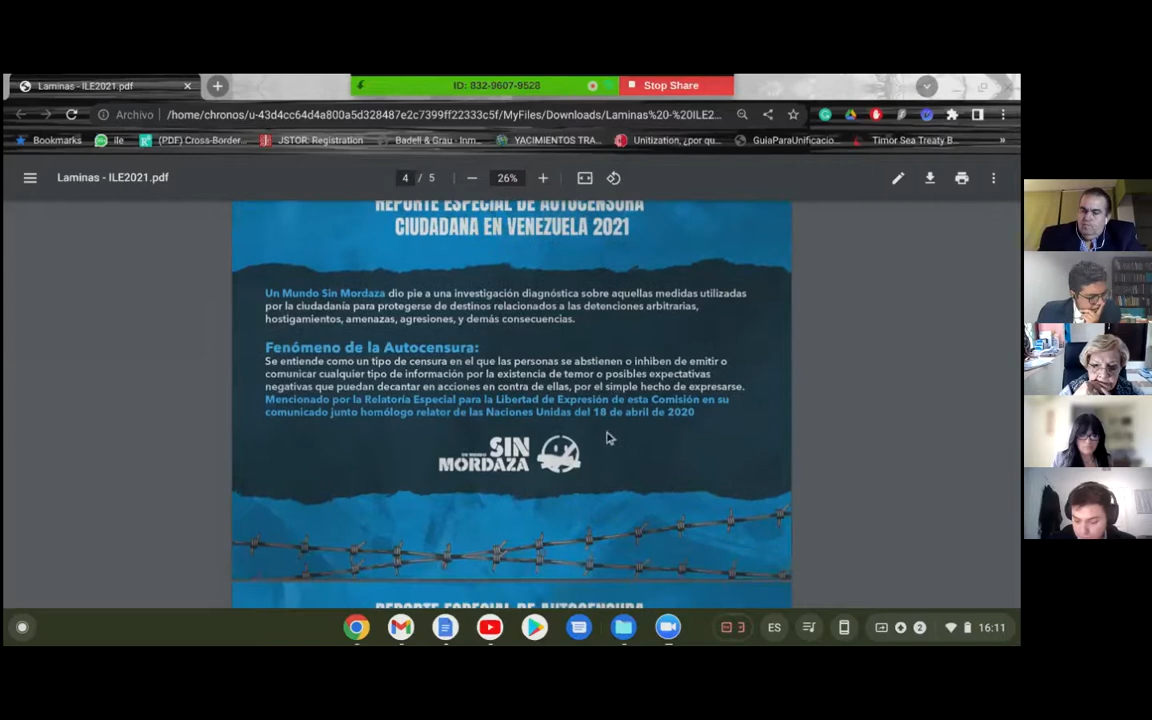 Laminas - ILE2021.pdf
ID: 832-9607-9528
Stop Share
Archivo
/home/chronos/u-43d4cc64d4a800a5d328487e2c7399ff22333c5f/MyFiles/Downloads/Laminas%20-%20ILE2...
Bookmarks
ile
(PDF) Cross-Border...
JSTOR: Registration
Badell & Grau - Inm...
YACIMIENTOS TRA...
Unitization, ¿por qu...
GuiaParaUnificacio...
Timor Sea Treaty B...
»
Laminas - ILE2021.pdf
4 / 5
26%
REPORTE ESPECIAL DE AUTOCENSURA
CIUDADANA EN VENEZUELA 2021
Un Mundo Sin Mordaza dio pie a una investigación diagnóstica sobre aquellas medidas utilizadas
por la ciudadanía para protegerse de destinos relacionados a las detenciones arbitrarias,
hostigamientos, amenazas, agresiones, y demás consecuencias.
Fenómeno de la Autocensura:
Se entiende como un tipo de censura en el que las personas se abstienen o inhiben de emitir o
comunicar cualquier tipo de información por la existencia de temor o posibles expectativas
negativas que puedan decantar en acciones en contra de ellas, por el simple hecho de expresarse.
Mencionado por la Relatoría Especial para la Libertad de Expresión de esta Comisión en su
comunicado junto homólogo relator de las Naciones Unidas del 18 de abril de 2020
SIN
MORDAZA
REPORTE ESPECIAL DE AUTOCENSURA
3
ES
2
16:11